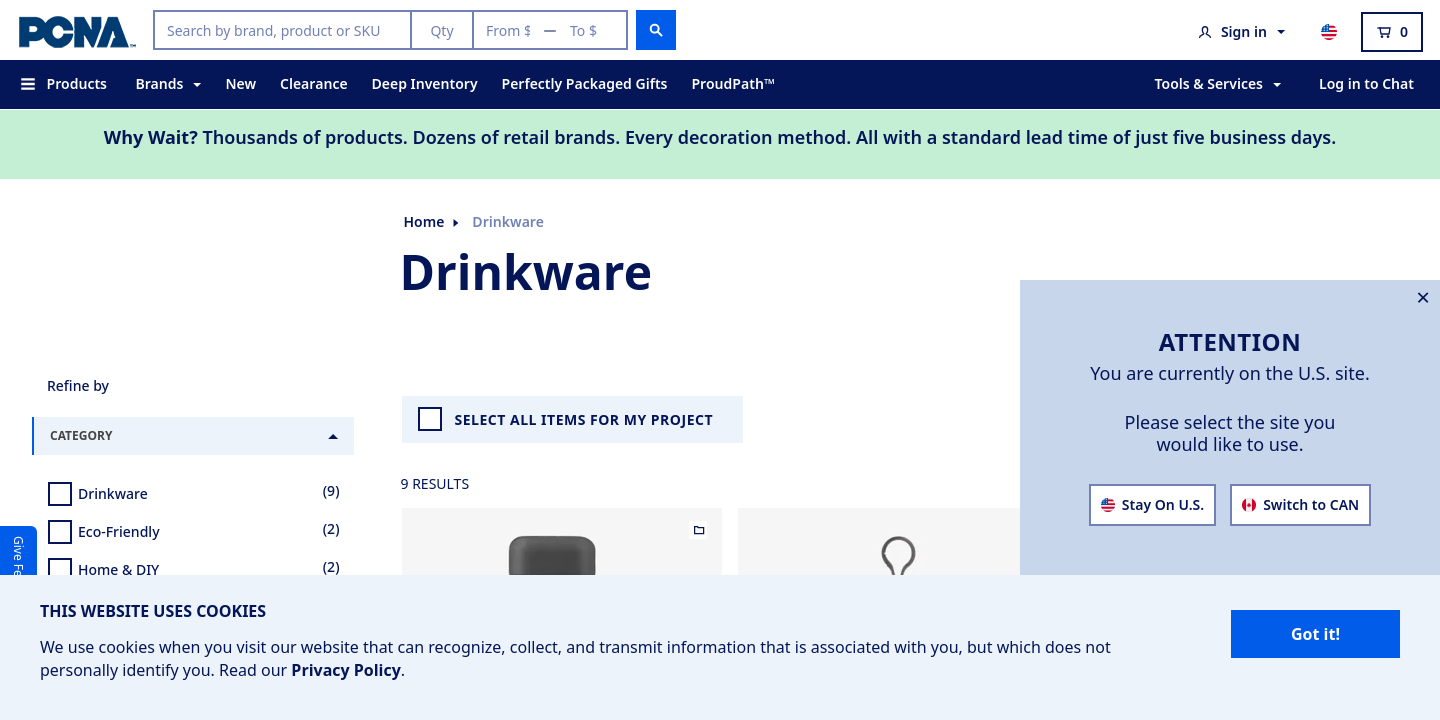 PCNA™
Search by brand, product or SKU
Qty
From $ — To $
Sign in
0
Products
Brands
New
Clearance
Deep Inventory
Perfectly Packaged Gifts
ProudPath™
Tools & Services
Log in to Chat
Why Wait? Thousands of products. Dozens of retail brands. Every decoration method. All with a standard lead time of just five business days.
Home
Drinkware
Drinkware
Refine by
CATEGORY
Drinkware (9)
Eco-Friendly (2)
Home & DIY (2)
SELECT ALL ITEMS FOR MY PROJECT
9 RESULTS
ATTENTION
You are currently on the U.S. site.
Please select the site you
would like to use.
Stay On U.S.
Switch to CAN
Give
THIS WEBSITE USES COOKIES
We use cookies when you visit our website that can recognize, collect, and transmit information that is associated with you, but which does not
personally identify you. Read our Privacy Policy.
Got it!